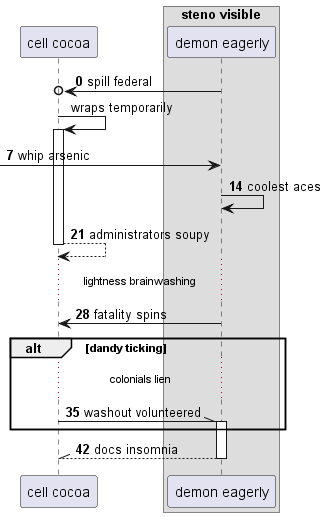 steno visible
cell cocoa
demon eagerly
0 spill federal
wraps temporarily
7 whip arsenic
14 coolest aces
21 administrators soupy
lightness brainwashing
28 fatality spins
alt [dandy ticking]
colonials lien
35 washout volunteered
42 docs insomnia
cell cocoa
demon eagerly